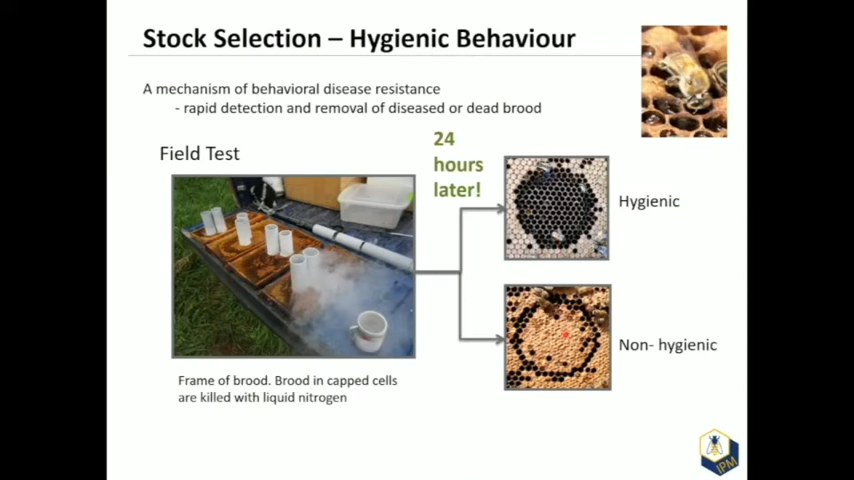 Stock Selection – Hygienic Behaviour
A mechanism of behavioral disease resistance
- rapid detection and removal of diseased or dead brood
Field Test
24
hours
later!
Hygienic
Non- hygienic
Frame of brood. Brood in capped cells
are killed with liquid nitrogen
IPM